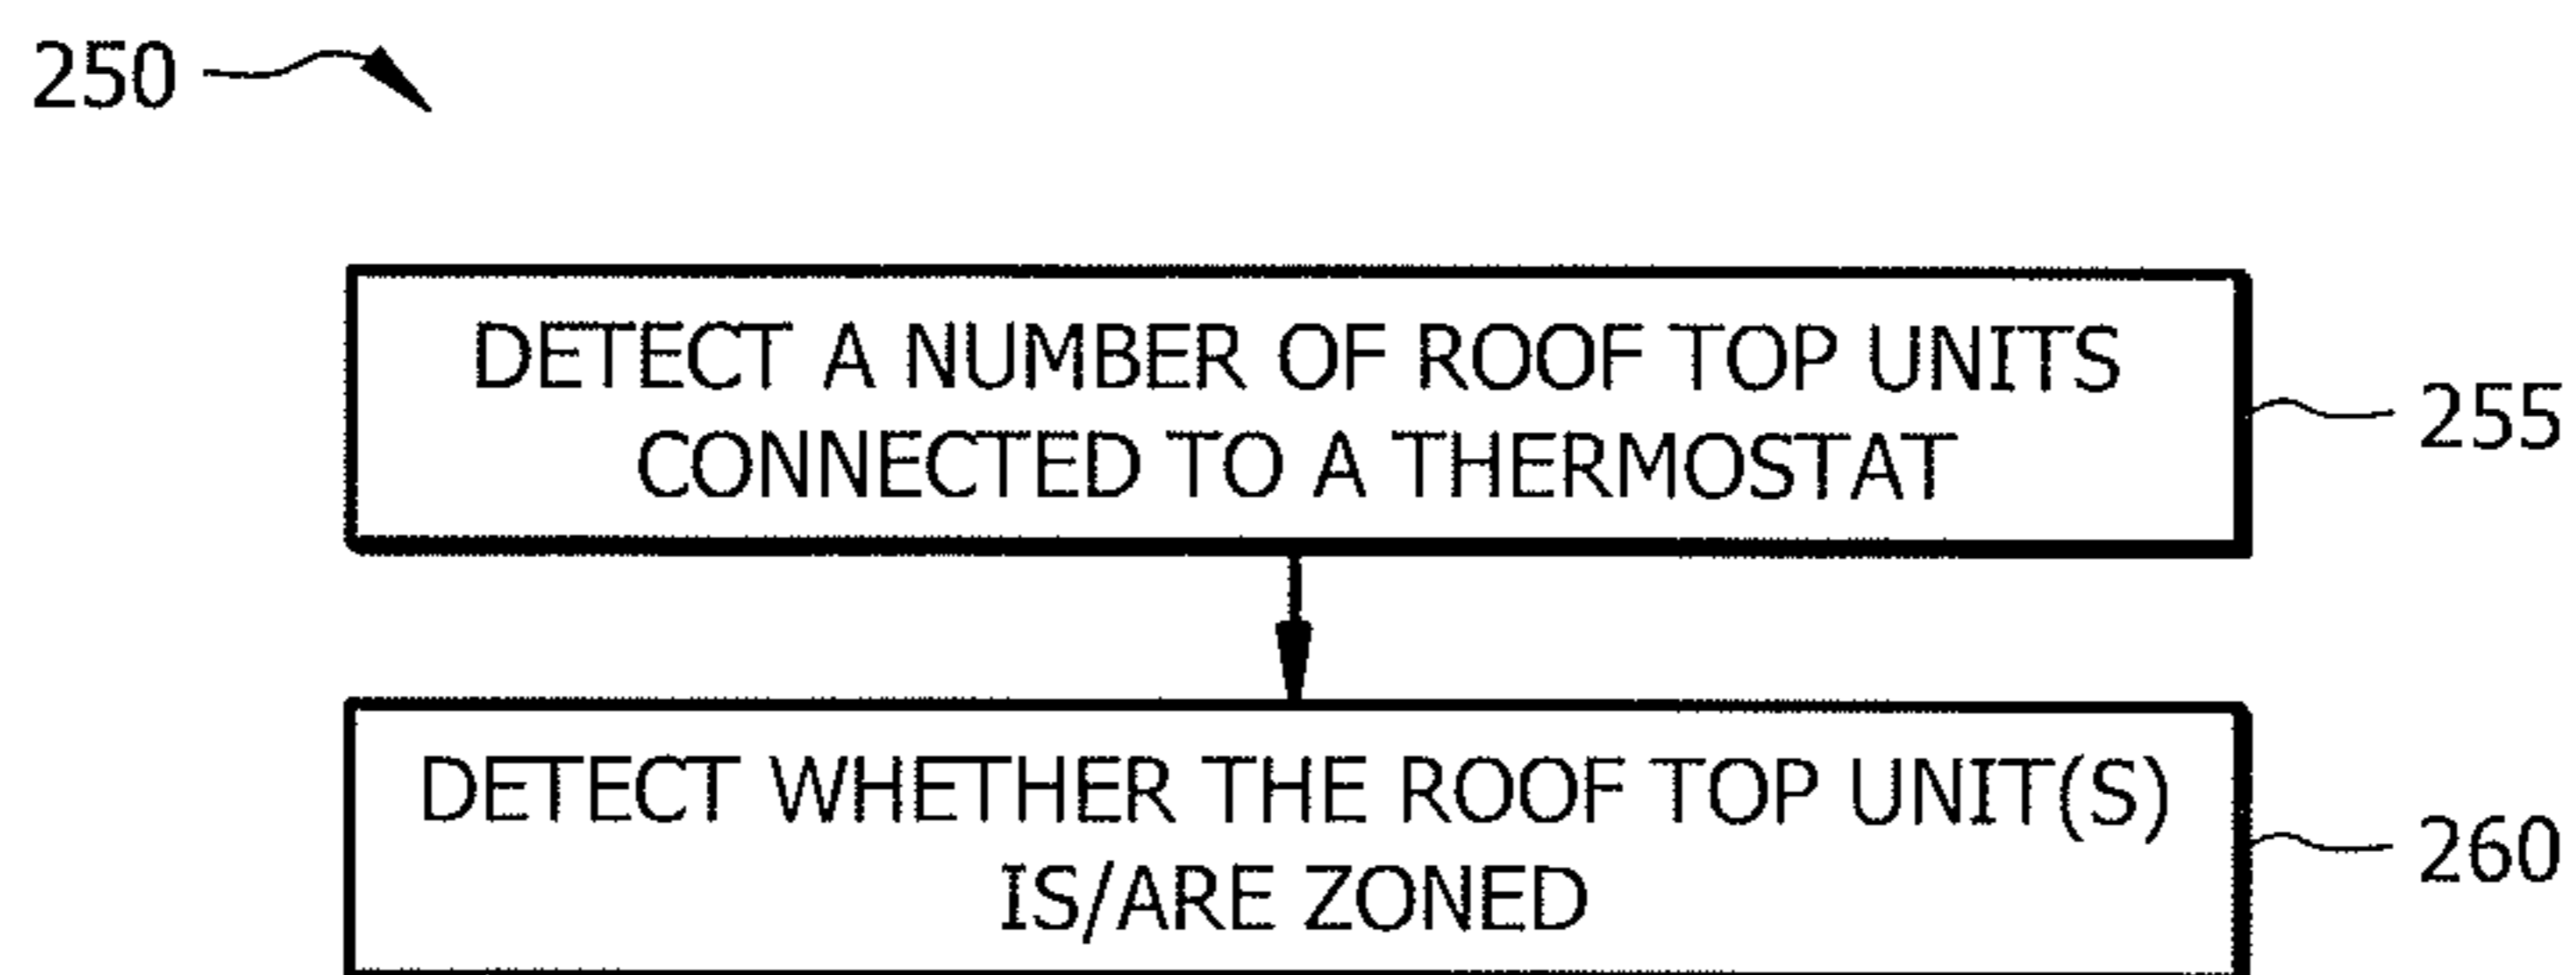 250
DETECT A NUMBER OF ROOF TOP UNITS
CONNECTED TO A THERMOSTAT
255
DETECT WHETHER THE ROOF TOP UNIT(S)
IS/ARE ZONED
260